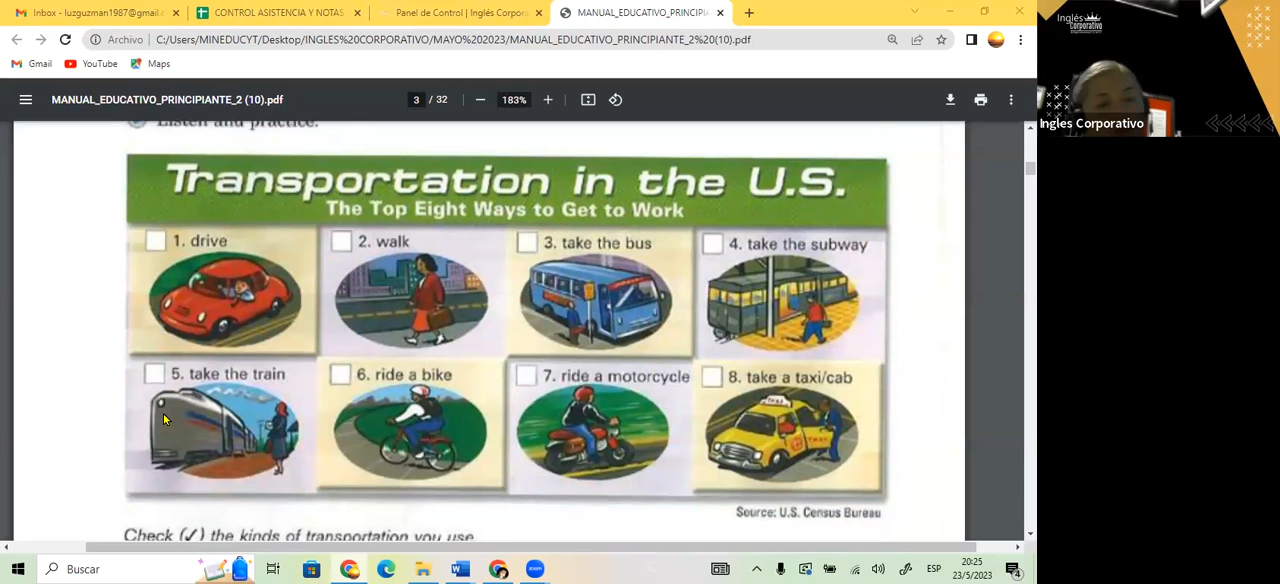 Inbox - luzguzman1987@gmail.c
CONTROL ASISTENCIA Y NOTAS
Panel de Control | Inglés Corpora
MANUAL_EDUCATIVO_PRINCIPIA
Archivo
C:/Users/MINEDUCYT/Desktop/INGLES%20CORPORATIVO/MAYO%202023/MANUAL_EDUCATIVO_PRINCIPIANTE_2%20(10).pdf
Gmail
YouTube
Maps
MANUAL_EDUCATIVO_PRINCIPIANTE_2 (10).pdf
3 / 32
183%
Listen and practice.
Transportation in the U.S.
The Top Eight Ways to Get to Work
1. drive
2. walk
3. take the bus
4. take the subway
5. take the train
6. ride a bike
7. ride a motorcycle
8. take a taxi/cab
TAXI
Source: U.S. Census Bureau
Check (✓) the kinds of transportation you use
Buscar
ESP
20:25
23/5/2023
4
Inglés
Corporativo
Ingles Corporativo